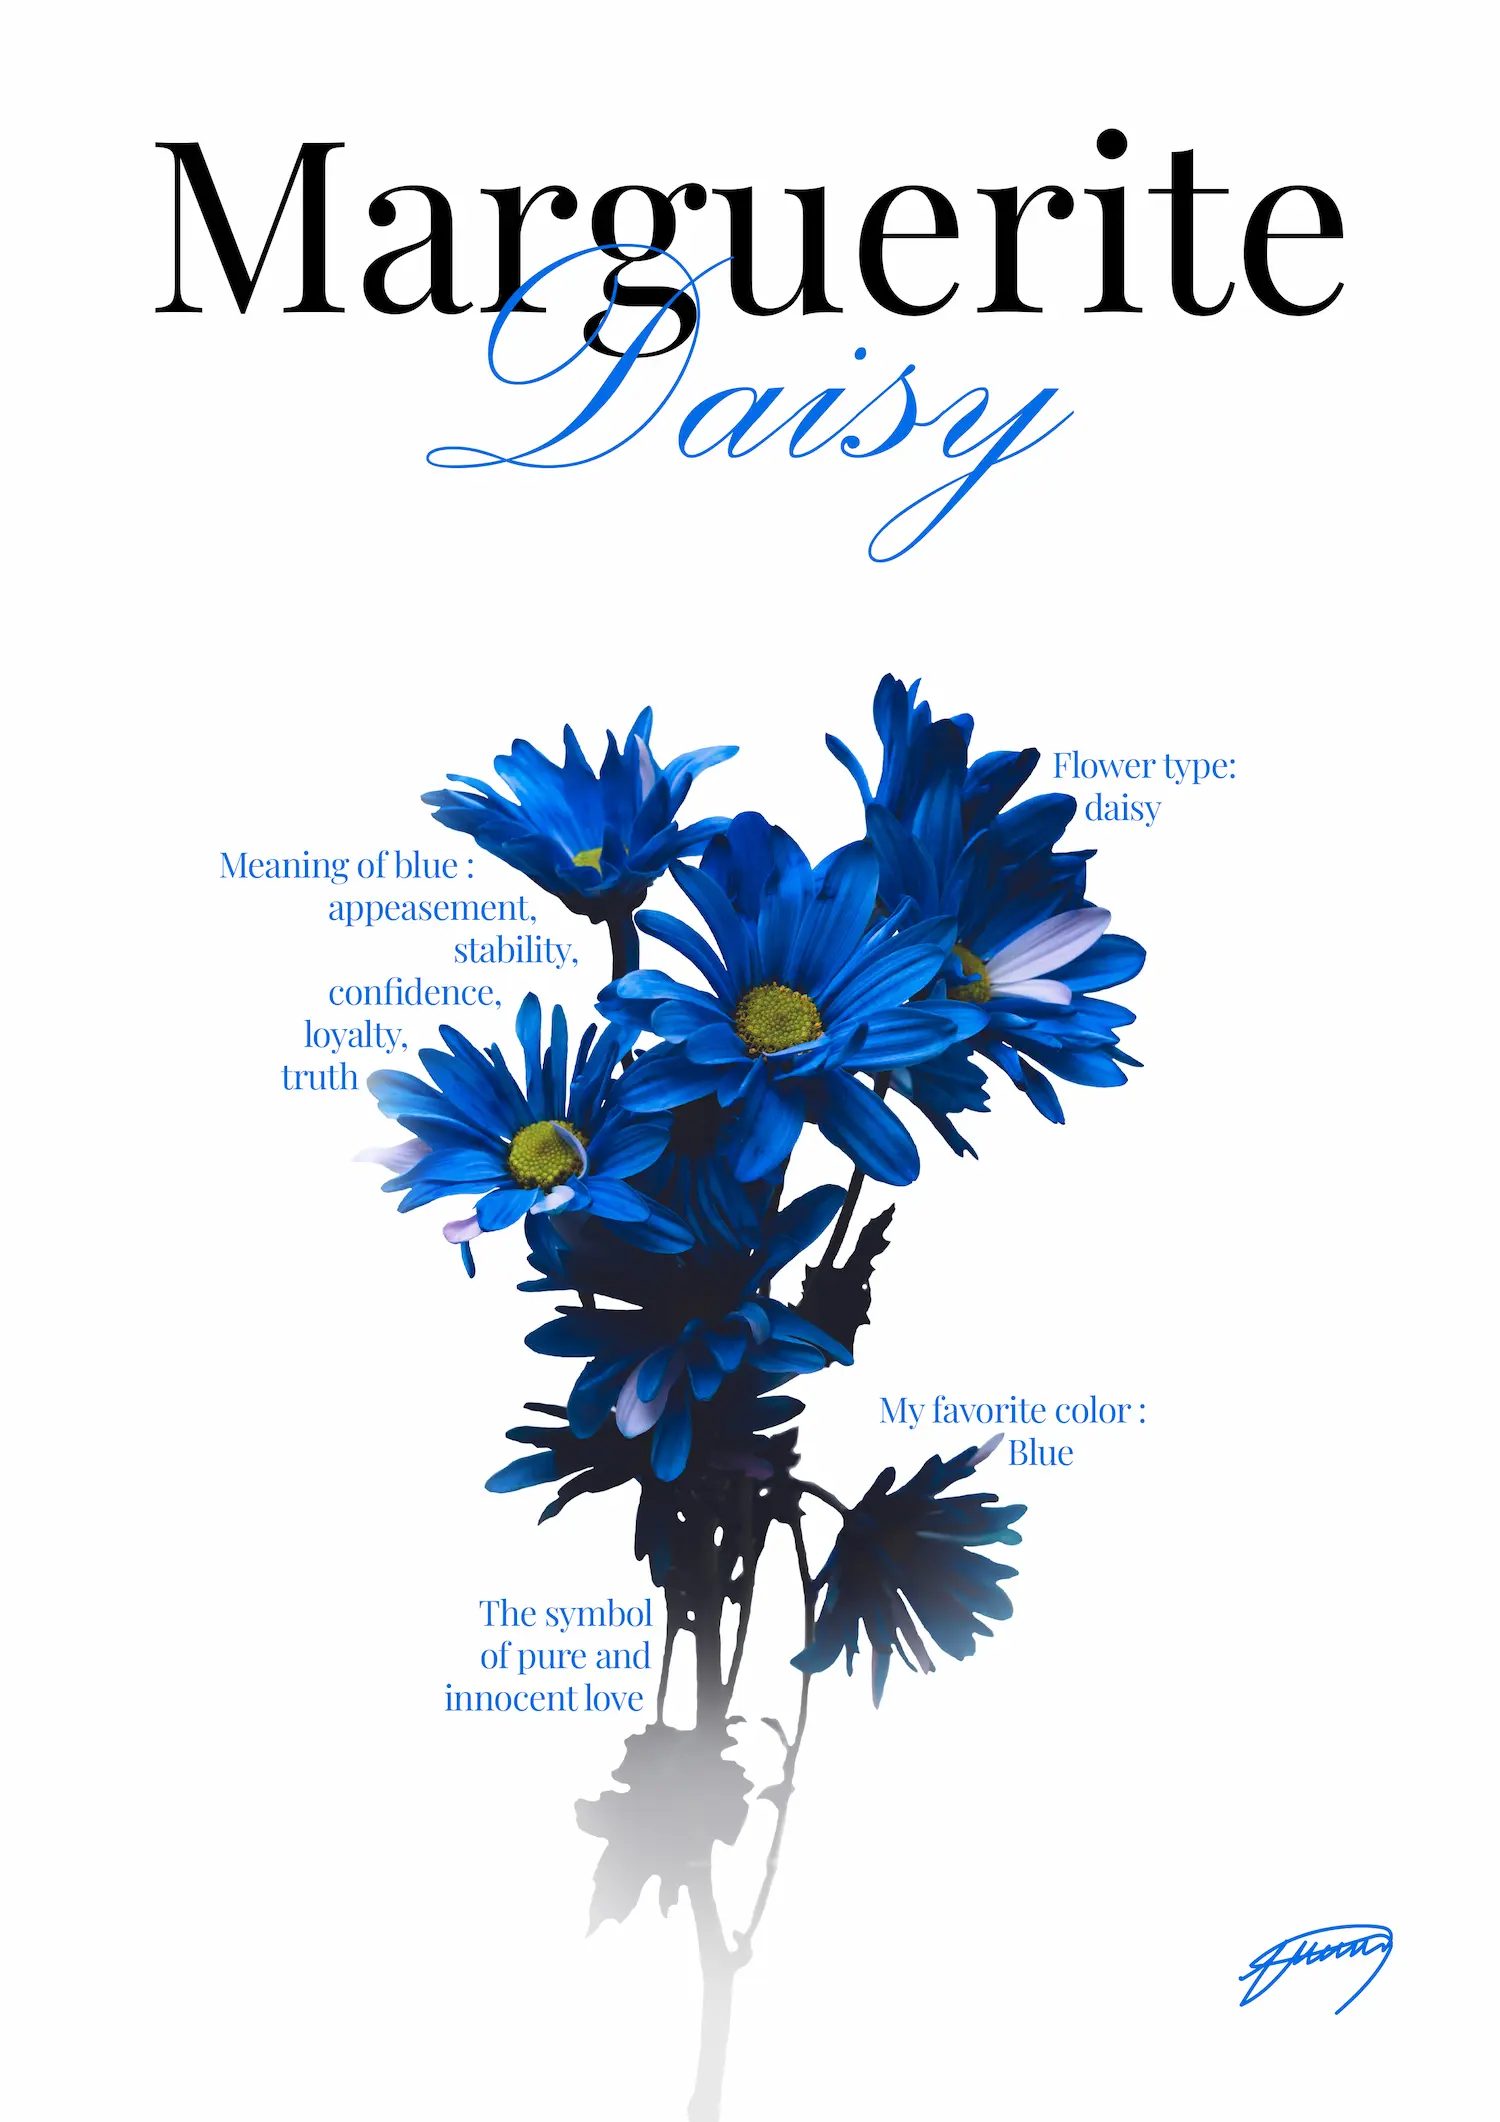 Marguerite
Daisy
Flower type:
daisy
Meaning of blue :
appeasement,
stability,
confidence,
loyalty,
truth
My favorite color :
Blue
The symbol
of pure and
innocent love